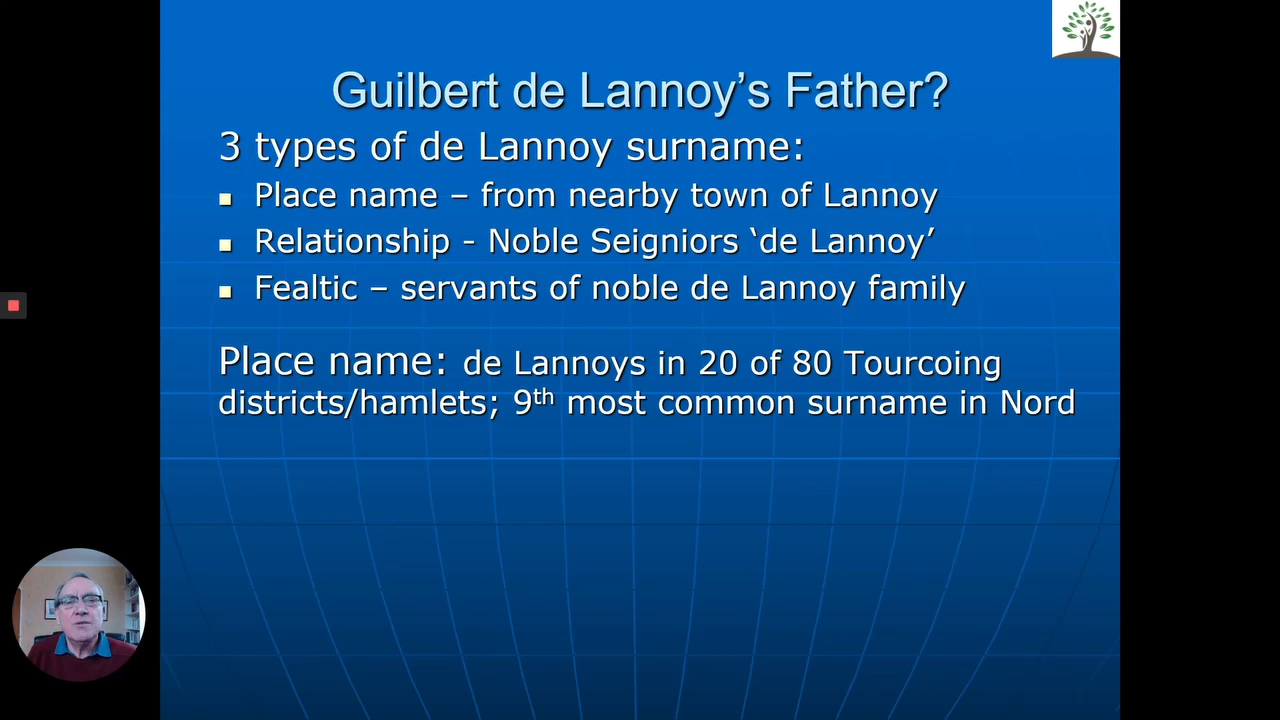 Guilbert de Lannoy’s Father?
3 types of de Lannoy surname:
Place name – from nearby town of Lannoy
Relationship - Noble Seigniors ‘de Lannoy’
Fealtic – servants of noble de Lannoy family
Place name: de Lannoys in 20 of 80 Tourcoing
districts/hamlets; 9th most common surname in Nord